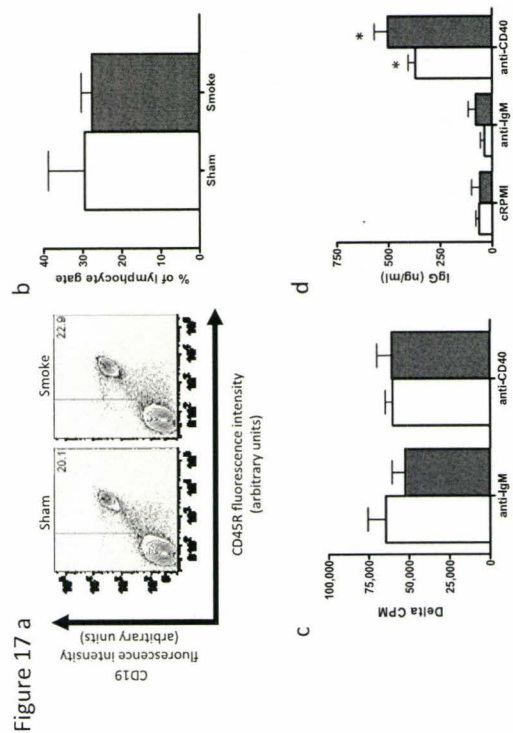 Figure 17 a
Sham
Smoke
20.1
22.9
CD19
fluorescence intensity
(arbitrary units)
CD45R fluorescence intensity
(arbitrary units)
b
% of lymphocyte gate
40
30
20
10
0
Sham
Smoke
c
Delta CPM
100,000
75,000
50,000
25,000
0
anti-IgM
anti-CD40
d
IgG (ng/ml)
750
500
250
0
*
*
cRPMI
anti-IgM
anti-CD40